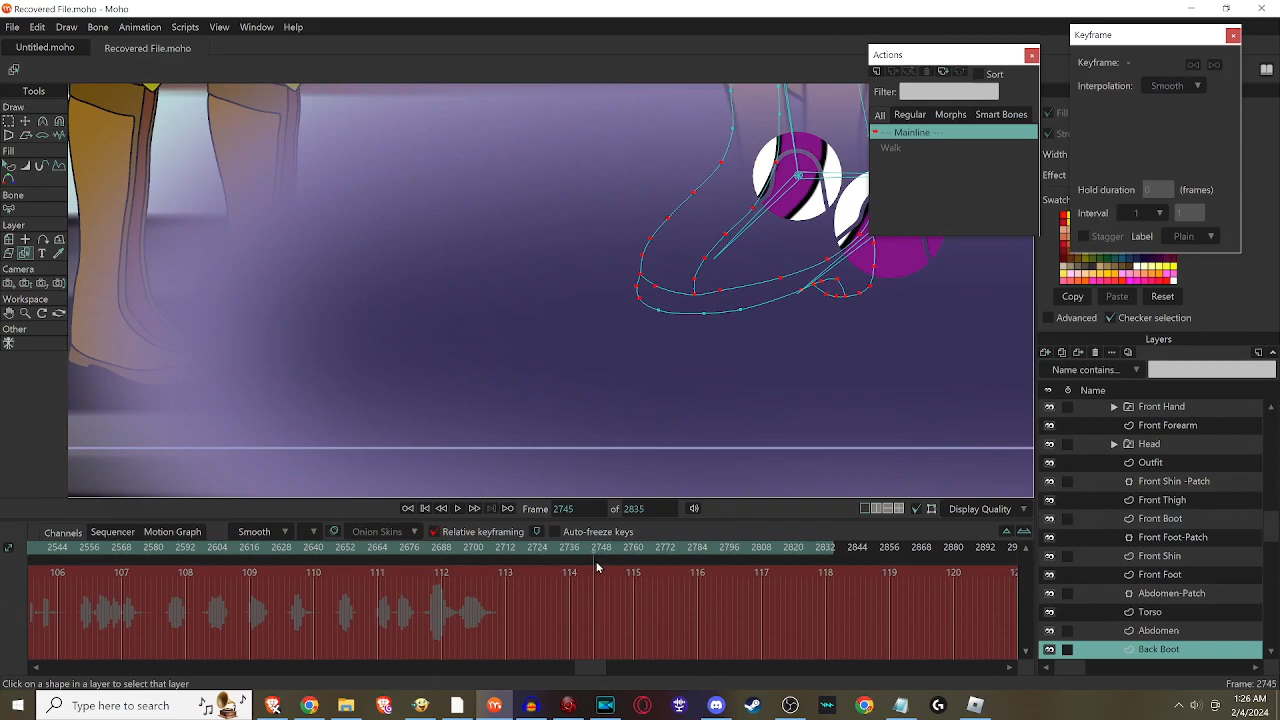 Recovered File.moho - Moho
File Edit Draw Bone Animation Scripts View Window Help
Untitled.moho Recovered File.moho
Tools
Draw
Fill
Bone
Layer
Camera
Workspace
Other
Actions
Sort
Filter:
All Regular Morphs Smart Bones
--- Mainline ---
Walk
Keyframe
Keyframe: -
Interpolation: Smooth
Hold duration 0 (frames)
Interval 1 1
Stagger Label Plain
Fill
Stro
Width
Effect
Swatch
Copy Paste Reset
Advanced Checker selection
Layers
Name contains...
Name
Front Hand
Front Forearm
Head
Outfit
Front Shin -Patch
Front Thigh
Front Boot
Front Foot-Patch
Front Shin
Front Foot
Abdomen-Patch
Torso
Abdomen
Back Boot
Frame 2745 of 2835 Display Quality
Channels Sequencer Motion Graph Smooth 1 Onion Skins Relative keyframing Auto-freeze keys
2544 2556 2568 2580 2592 2604 2616 2628 2640 2652 2664 2676 2688 2700 2712 2724 2736 2748 2760 2772 2784 2796 2808 2820 2832 2844 2856 2868 2880 2892 29
106 107 108 109 110 111 112 113 114 115 116 117 118 119 120 12
Click on a shape in a layer to select that layer Frame: 2745
Type here to search
1:26 AM
2/4/2024